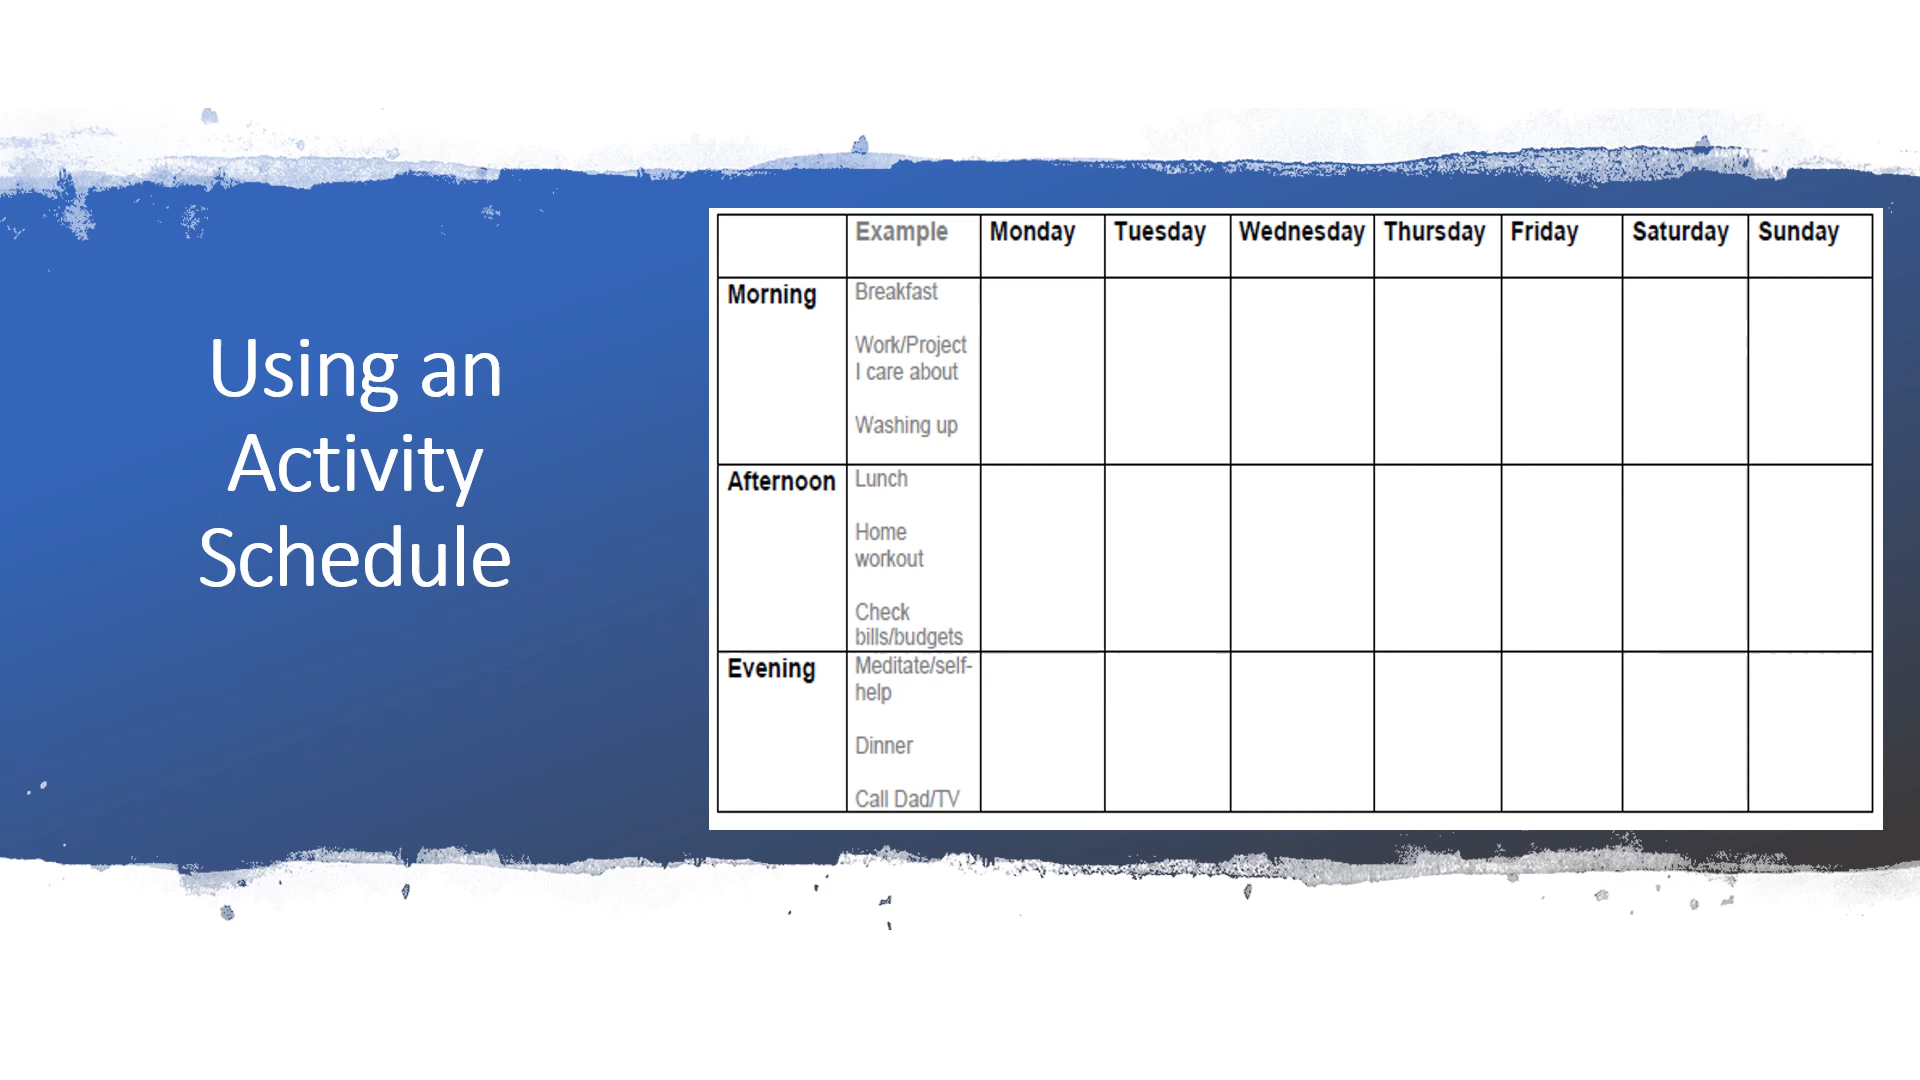 Using an
Activity
Schedule
Example Monday Tuesday Wednesday Thursday Friday Saturday Sunday
Morning Breakfast
Work/Project
I care about
Washing up
Afternoon Lunch
Home
workout
Check
bills/budgets
Evening Meditate/self-
help
Dinner
Call Dad/TV